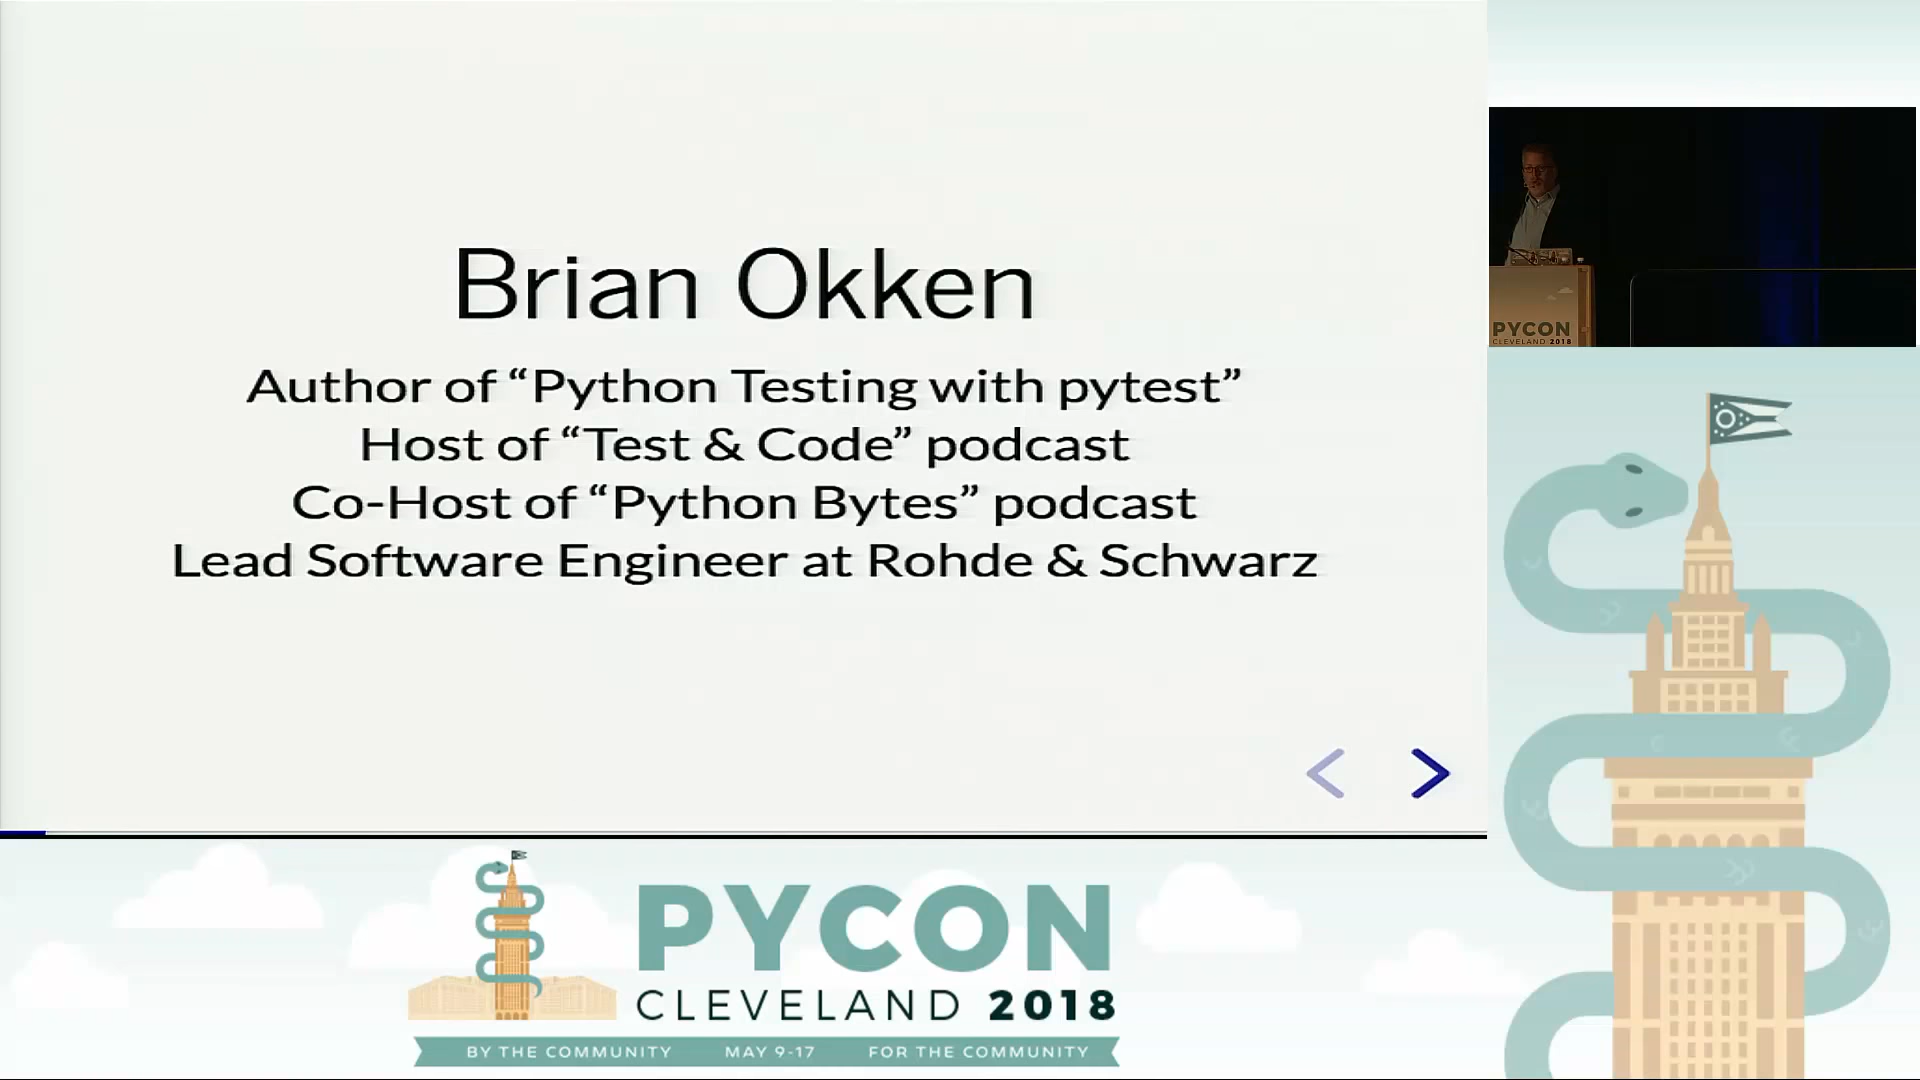 Brian Okken
Author of “Python Testing with pytest”
Host of “Test & Code” podcast
Co-Host of “Python Bytes” podcast
Lead Software Engineer at Rohde & Schwarz
PYCON
CLEVELAND 2018
PYCON
CLEVELAND 2018
BY THE COMMUNITY MAY 9-17 FOR THE COMMUNITY